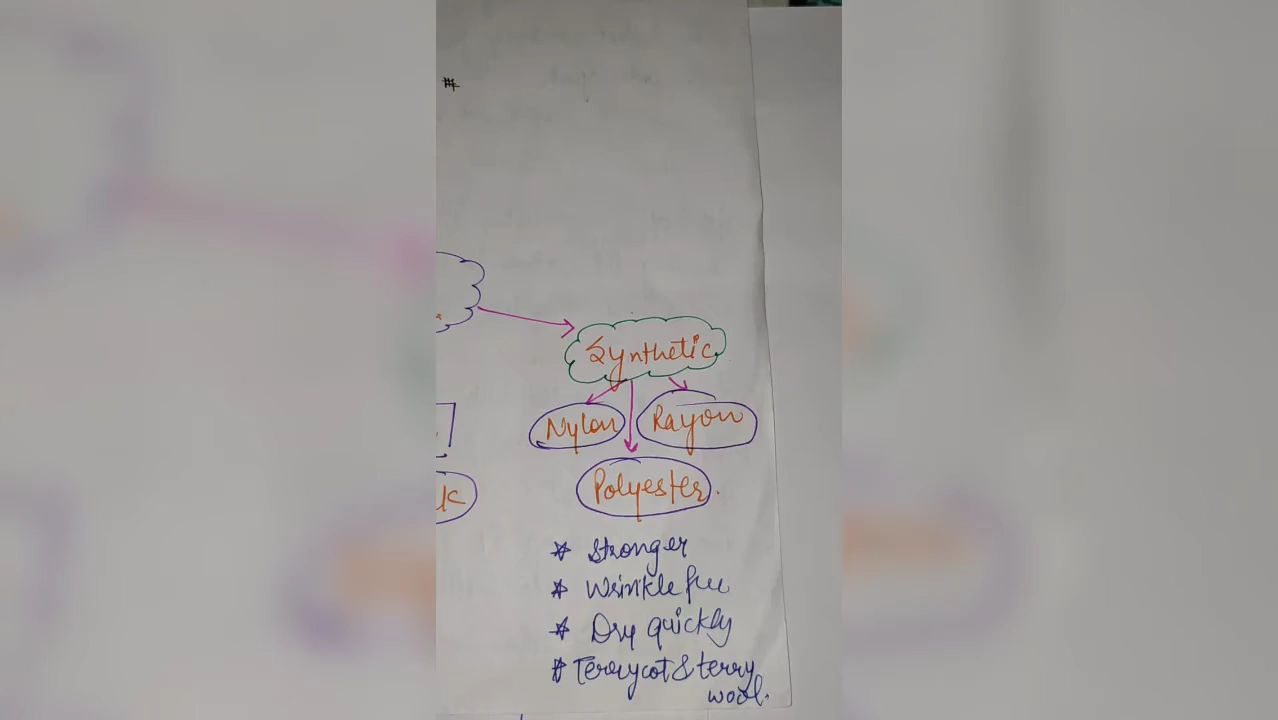 #
Synthetic
Nylon
Rayon
Polyester.
* Stronger
* Wrinkle free
* Dry quickly
* Terrycot & terry
wool.